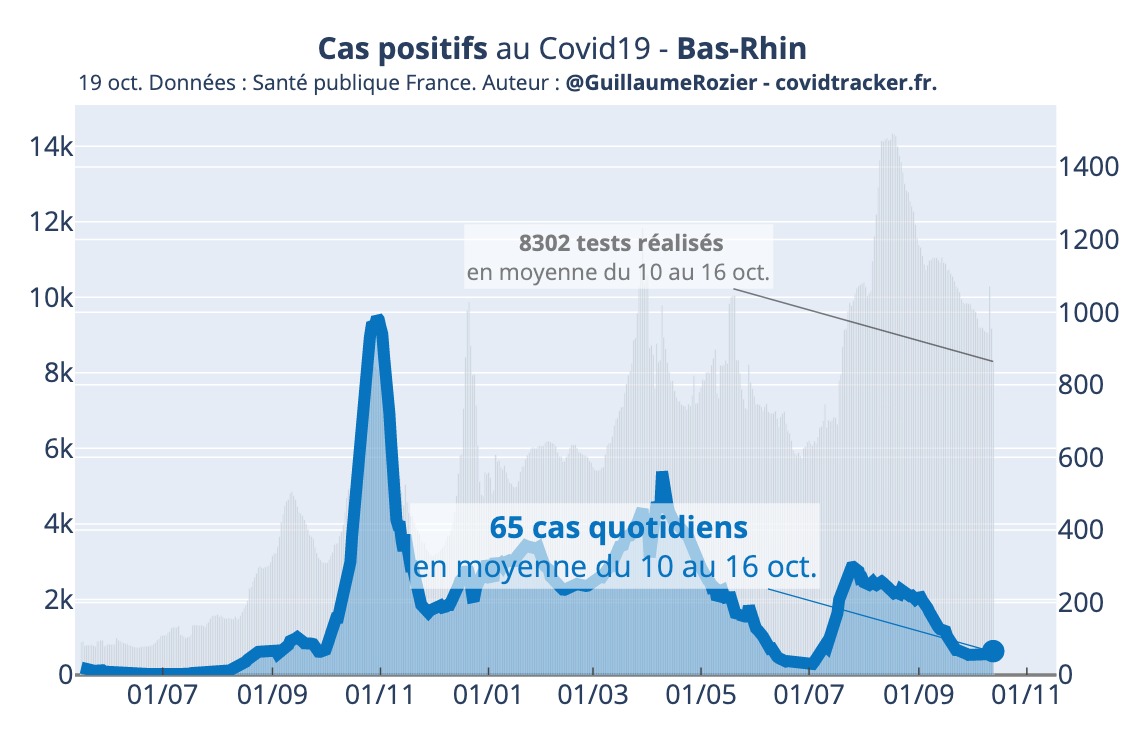 Cas positifs au Covid19 - Bas-Rhin
19 oct. Données : Santé publique France. Auteur : @GuillaumeRozier - covidtracker.fr.
14k
12k
10k
8k
6k
4k
2k
0
1400
1200
1000
800
600
400
200
0
8302 tests réalisés
en moyenne du 10 au 16 oct.
65 cas quotidiens
en moyenne du 10 au 16 oct.
01/07 01/09 01/11 01/01 01/03 01/05 01/07 01/09 01/11